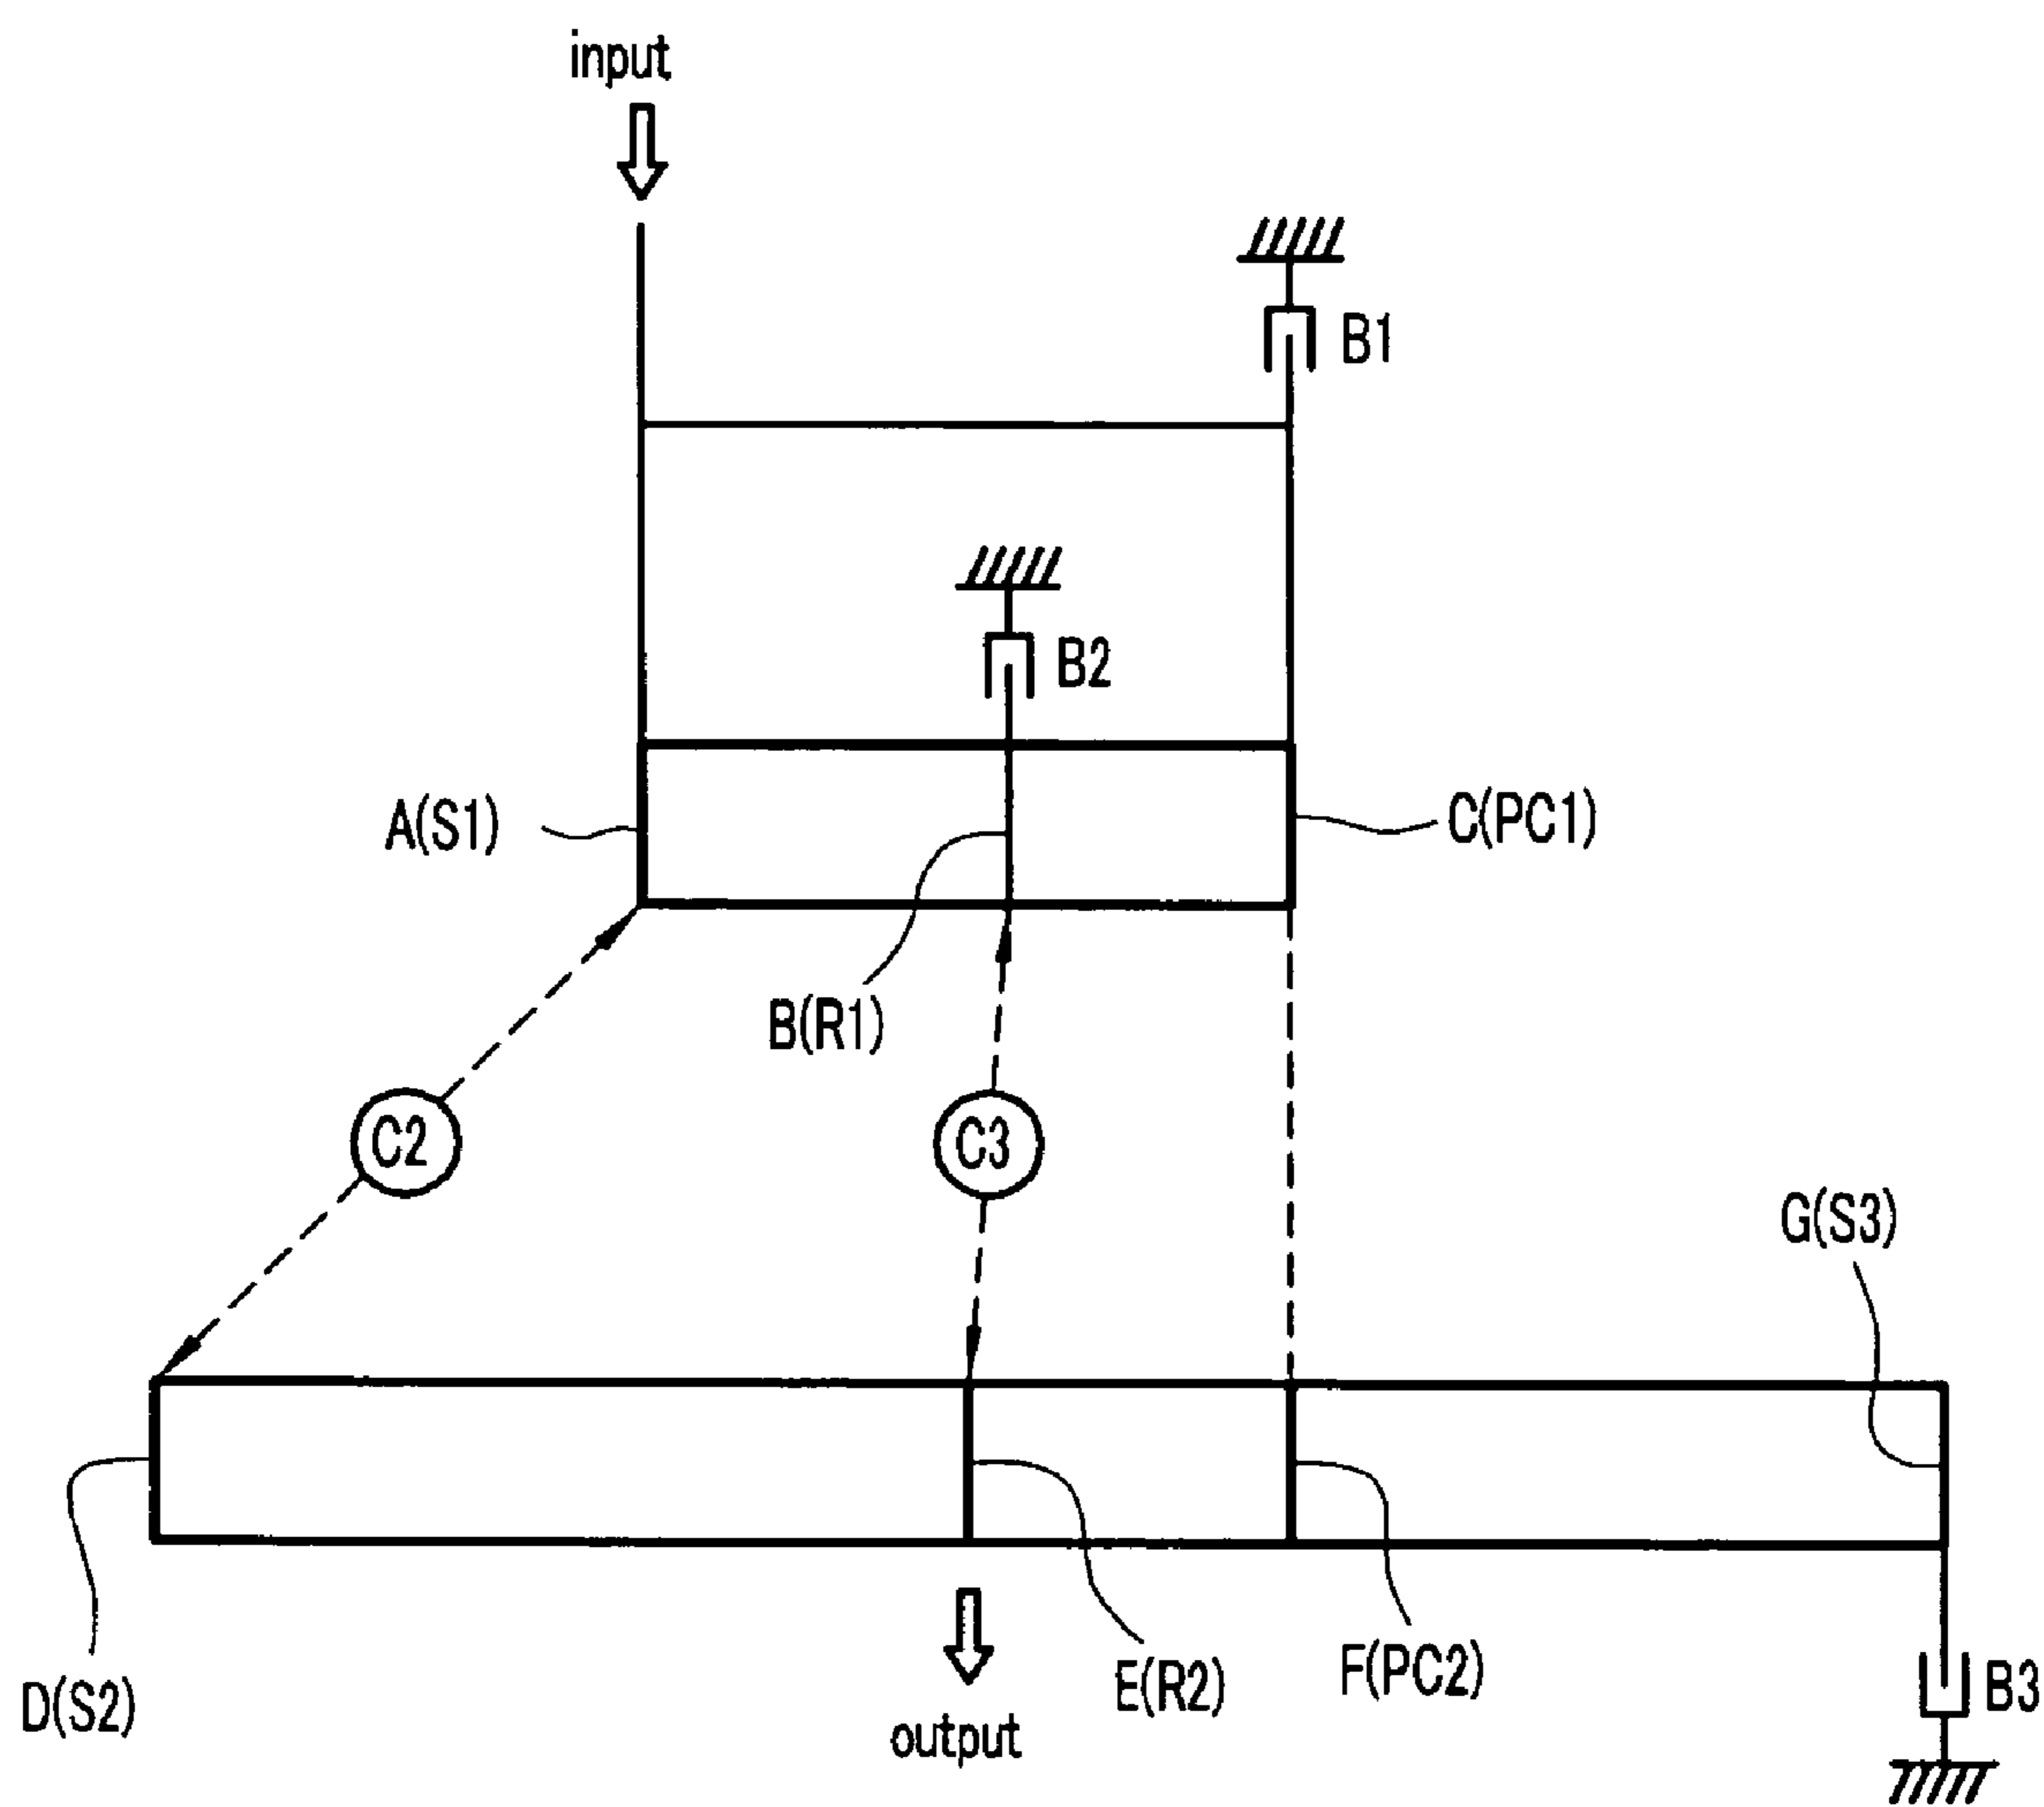 input
B1
B2
A(S1)
C(PC1)
B(R1)
C2
C3
G(S3)
D(S2)
E(R2)
F(PC2)
B3
output